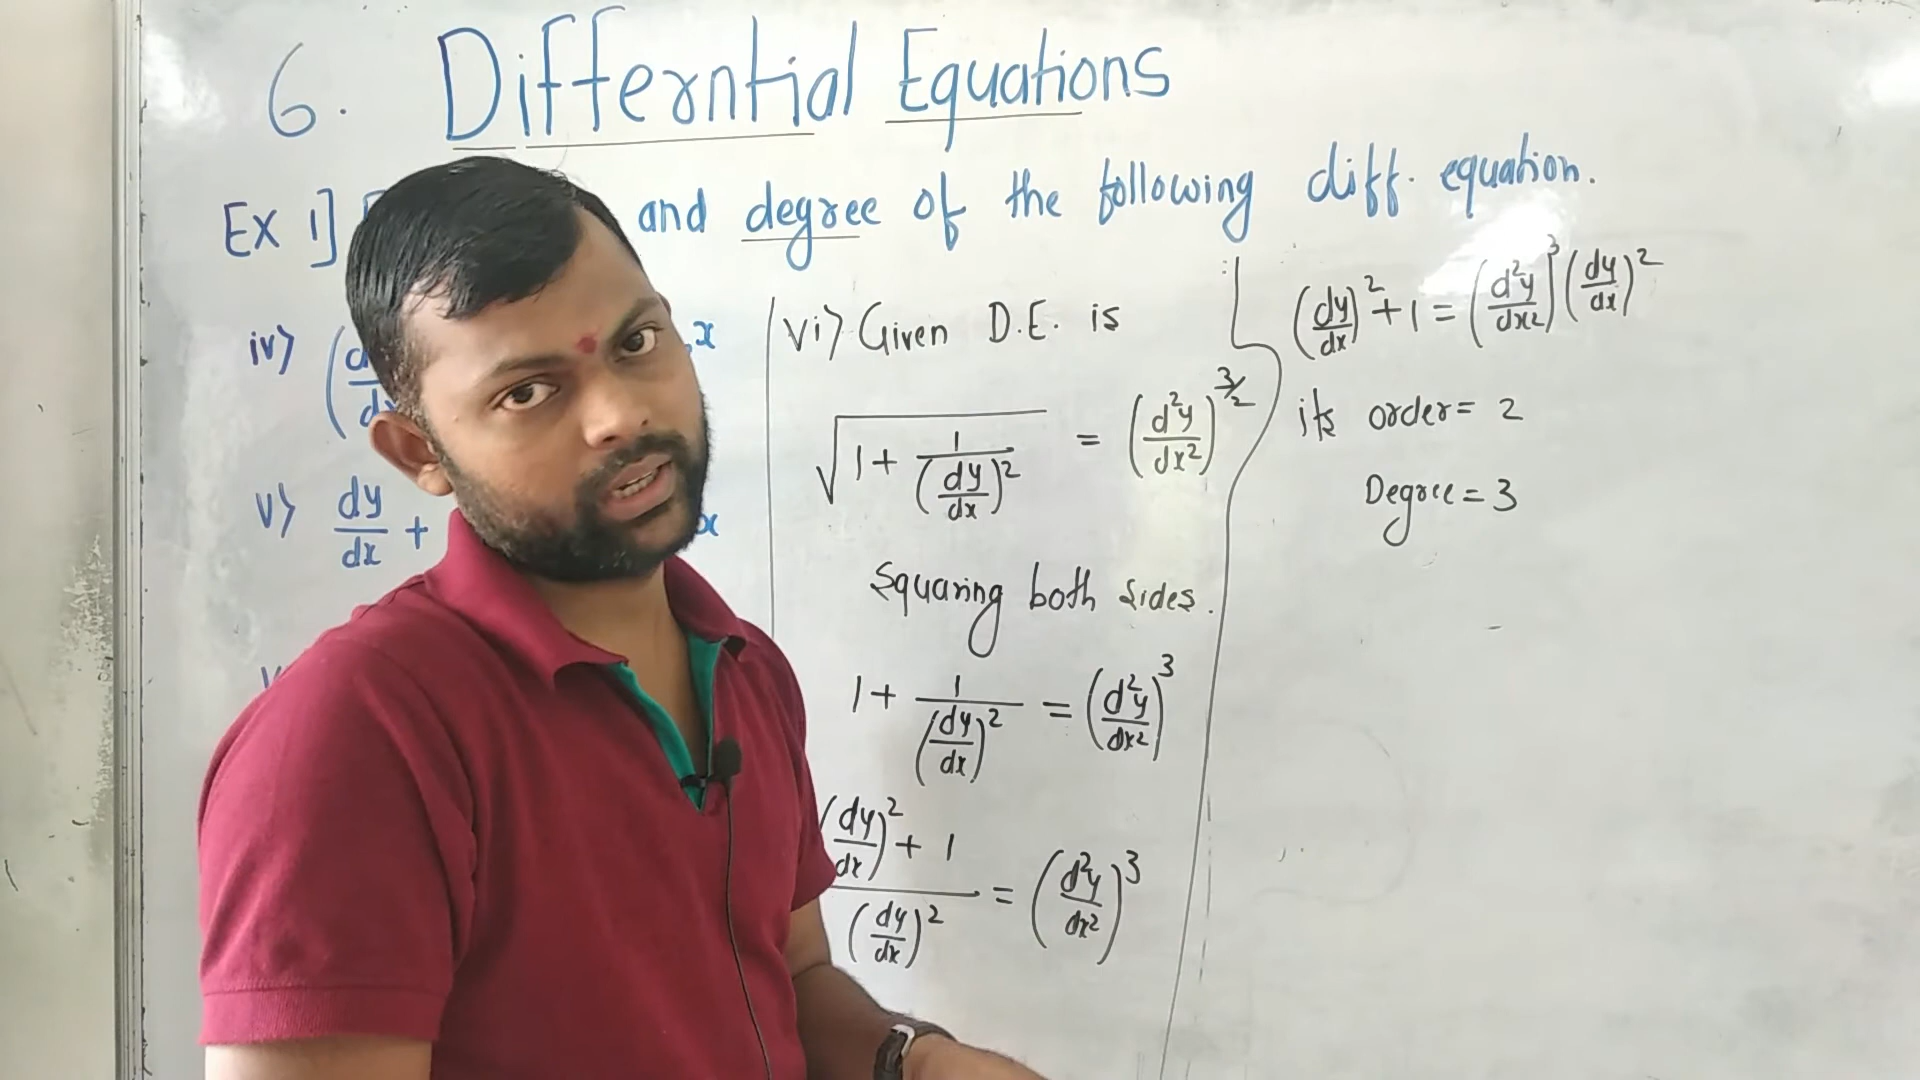 6. Differntial Equations
Ex 1] and degree of the following diff. equation.
iv) x
v) dy/dx + x
vi) Given D.E. is
√(1 + 1/(dy/dx)²) = (d²y/dx²)^3/2
Squaring both sides.
1 + 1/(dy/dx)² = (d²y/dx²)³
((dy/dx)² + 1)/(dy/dx)² = (d²y/dx²)³
(dy/dx)² + 1 = (d²y/dx²)³ (dy/dx)²
its order = 2
Degree = 3